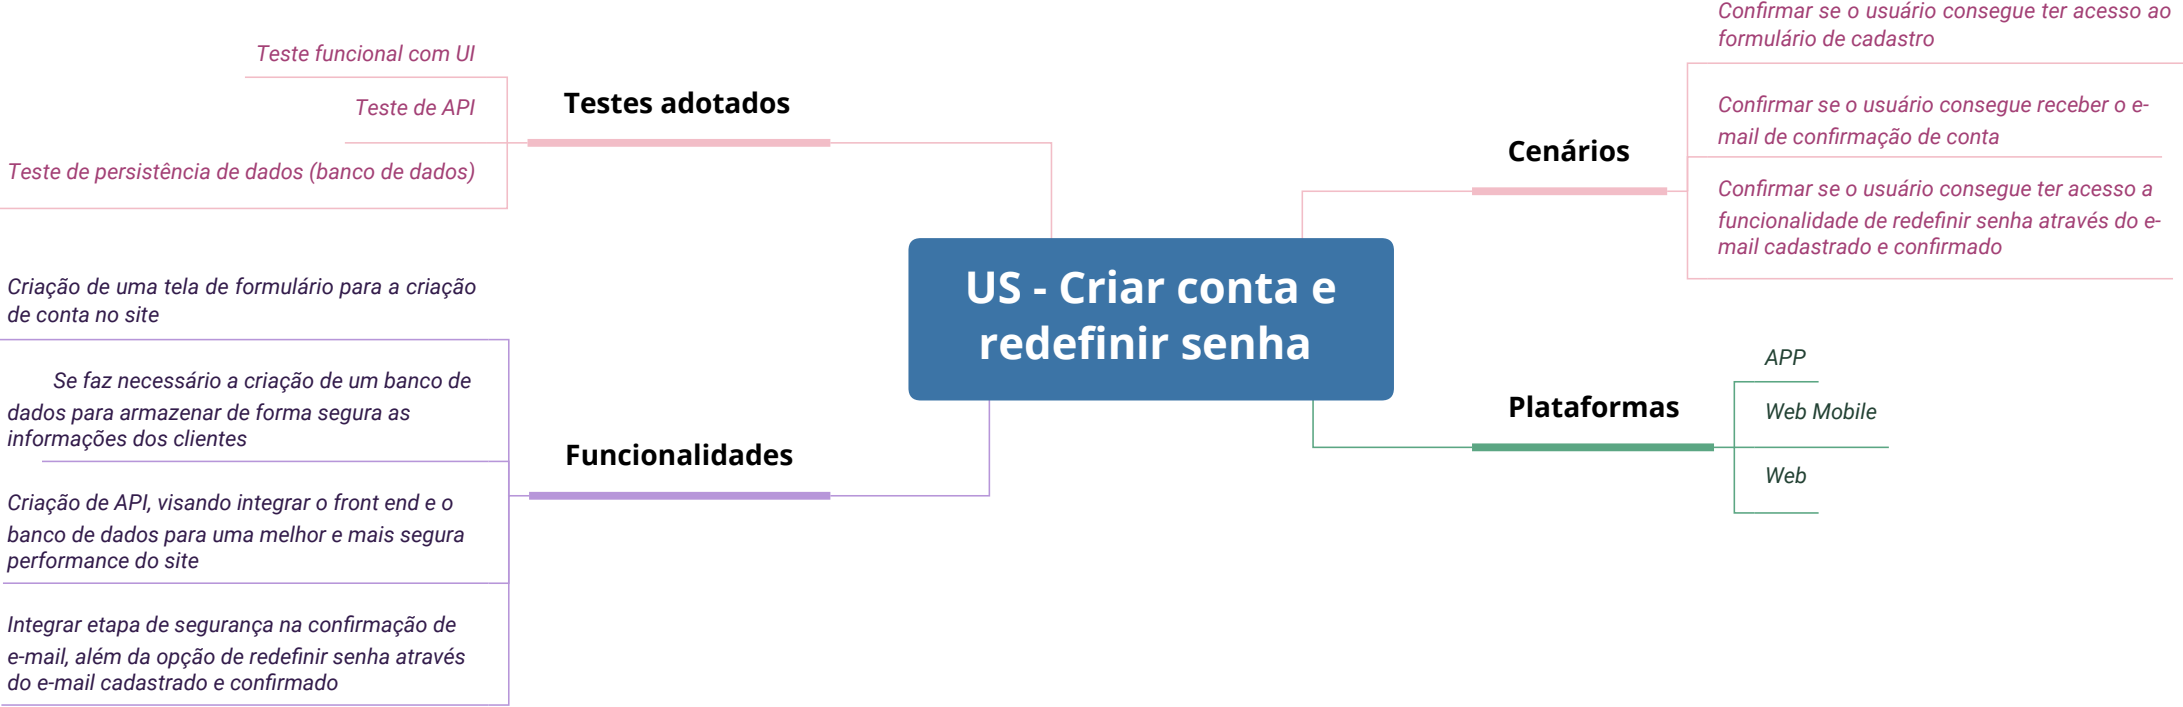 Teste funcional com UI
Teste de API
Teste de persistência de dados (banco de dados)
Testes adotados
Criação de uma tela de formulário para a criação
de conta no site
Se faz necessário a criação de um banco de
dados para armazenar de forma segura as
informações dos clientes
Criação de API, visando integrar o front end e o
banco de dados para uma melhor e mais segura
performance do site
Integrar etapa de segurança na confirmação de
e-mail, além da opção de redefinir senha através
do e-mail cadastrado e confirmado
Funcionalidades
US - Criar conta e
redefinir senha
Cenários
Confirmar se o usuário consegue ter acesso ao
formulário de cadastro
Confirmar se o usuário consegue receber o e-
mail de confirmação de conta
Confirmar se o usuário consegue ter acesso a
funcionalidade de redefinir senha através do e-
mail cadastrado e confirmado
Plataformas
APP
Web Mobile
Web